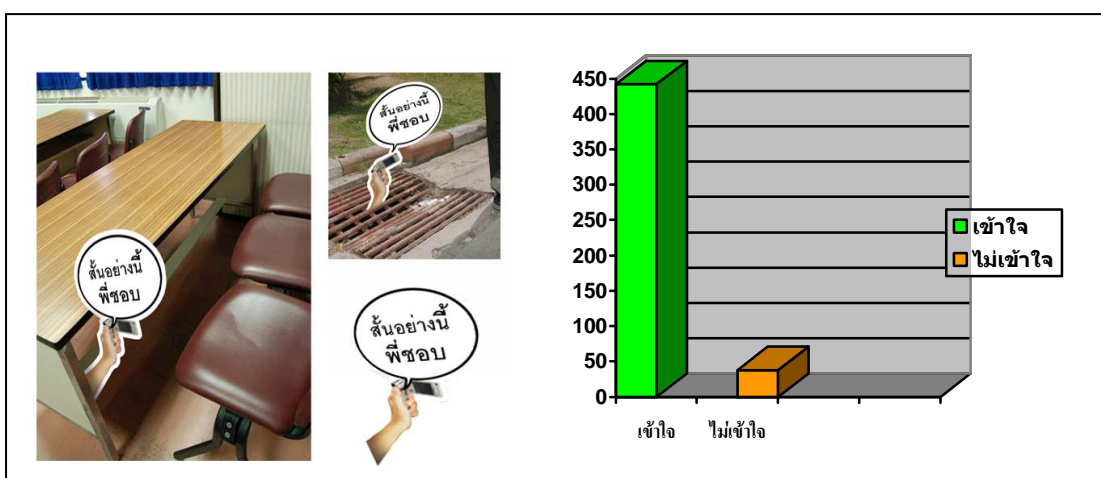 สั้นอย่างนี้
พี่ชอบ
สั้นอย่างนี้
พี่ชอบ
สั้นอย่างนี้
พี่ชอบ
450
400
350
300
250
200
150
100
50
0
เข้าใจ ไม่เข้าใจ
เข้าใจ
ไม่เข้าใจ